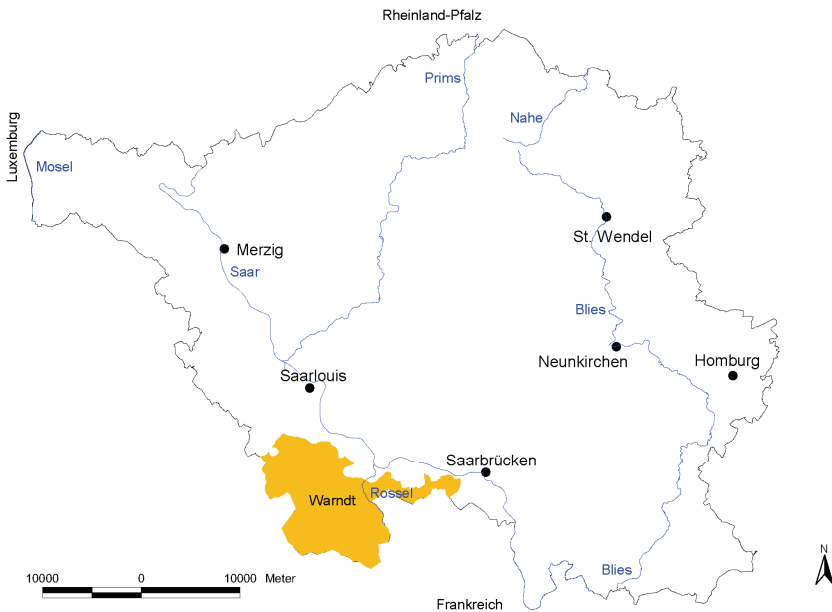 Rheinland-Pfalz
Prims
Nahe
Luxemburg
Mosel
St. Wendel
Merzig
Saar
Blies
Neunkirchen
Homburg
Saarlouis
Saarbrücken
Rossel
Warndt
N
Blies
10000 0 10000 Meter
Frankreich